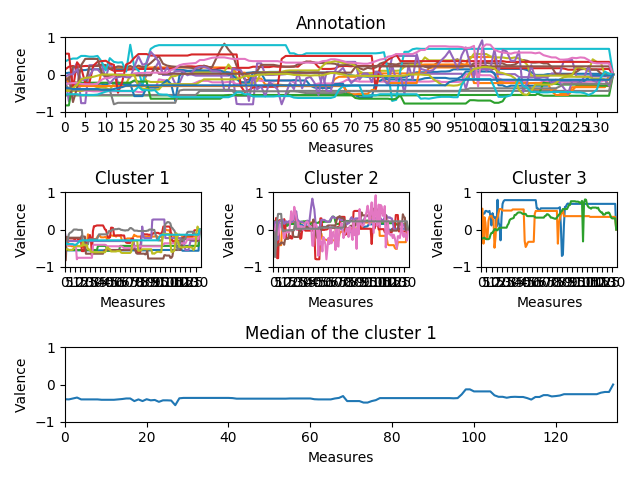 Annotation
1
0
−1
Valence
0 5 10 15 20 25 30 35 40 45 50 55 60 65 70 75 80 85 90 95 100 105 110 115 120 125 130
Measures
Cluster 1 Cluster 2 Cluster 3
1 1 1
0 0 0
−1 −1 −1
Valence Valence Valence
Measures Measures Measures
Median of the cluster 1
1
0
−1
Valence
0 20 40 60 80 100 120
Measures